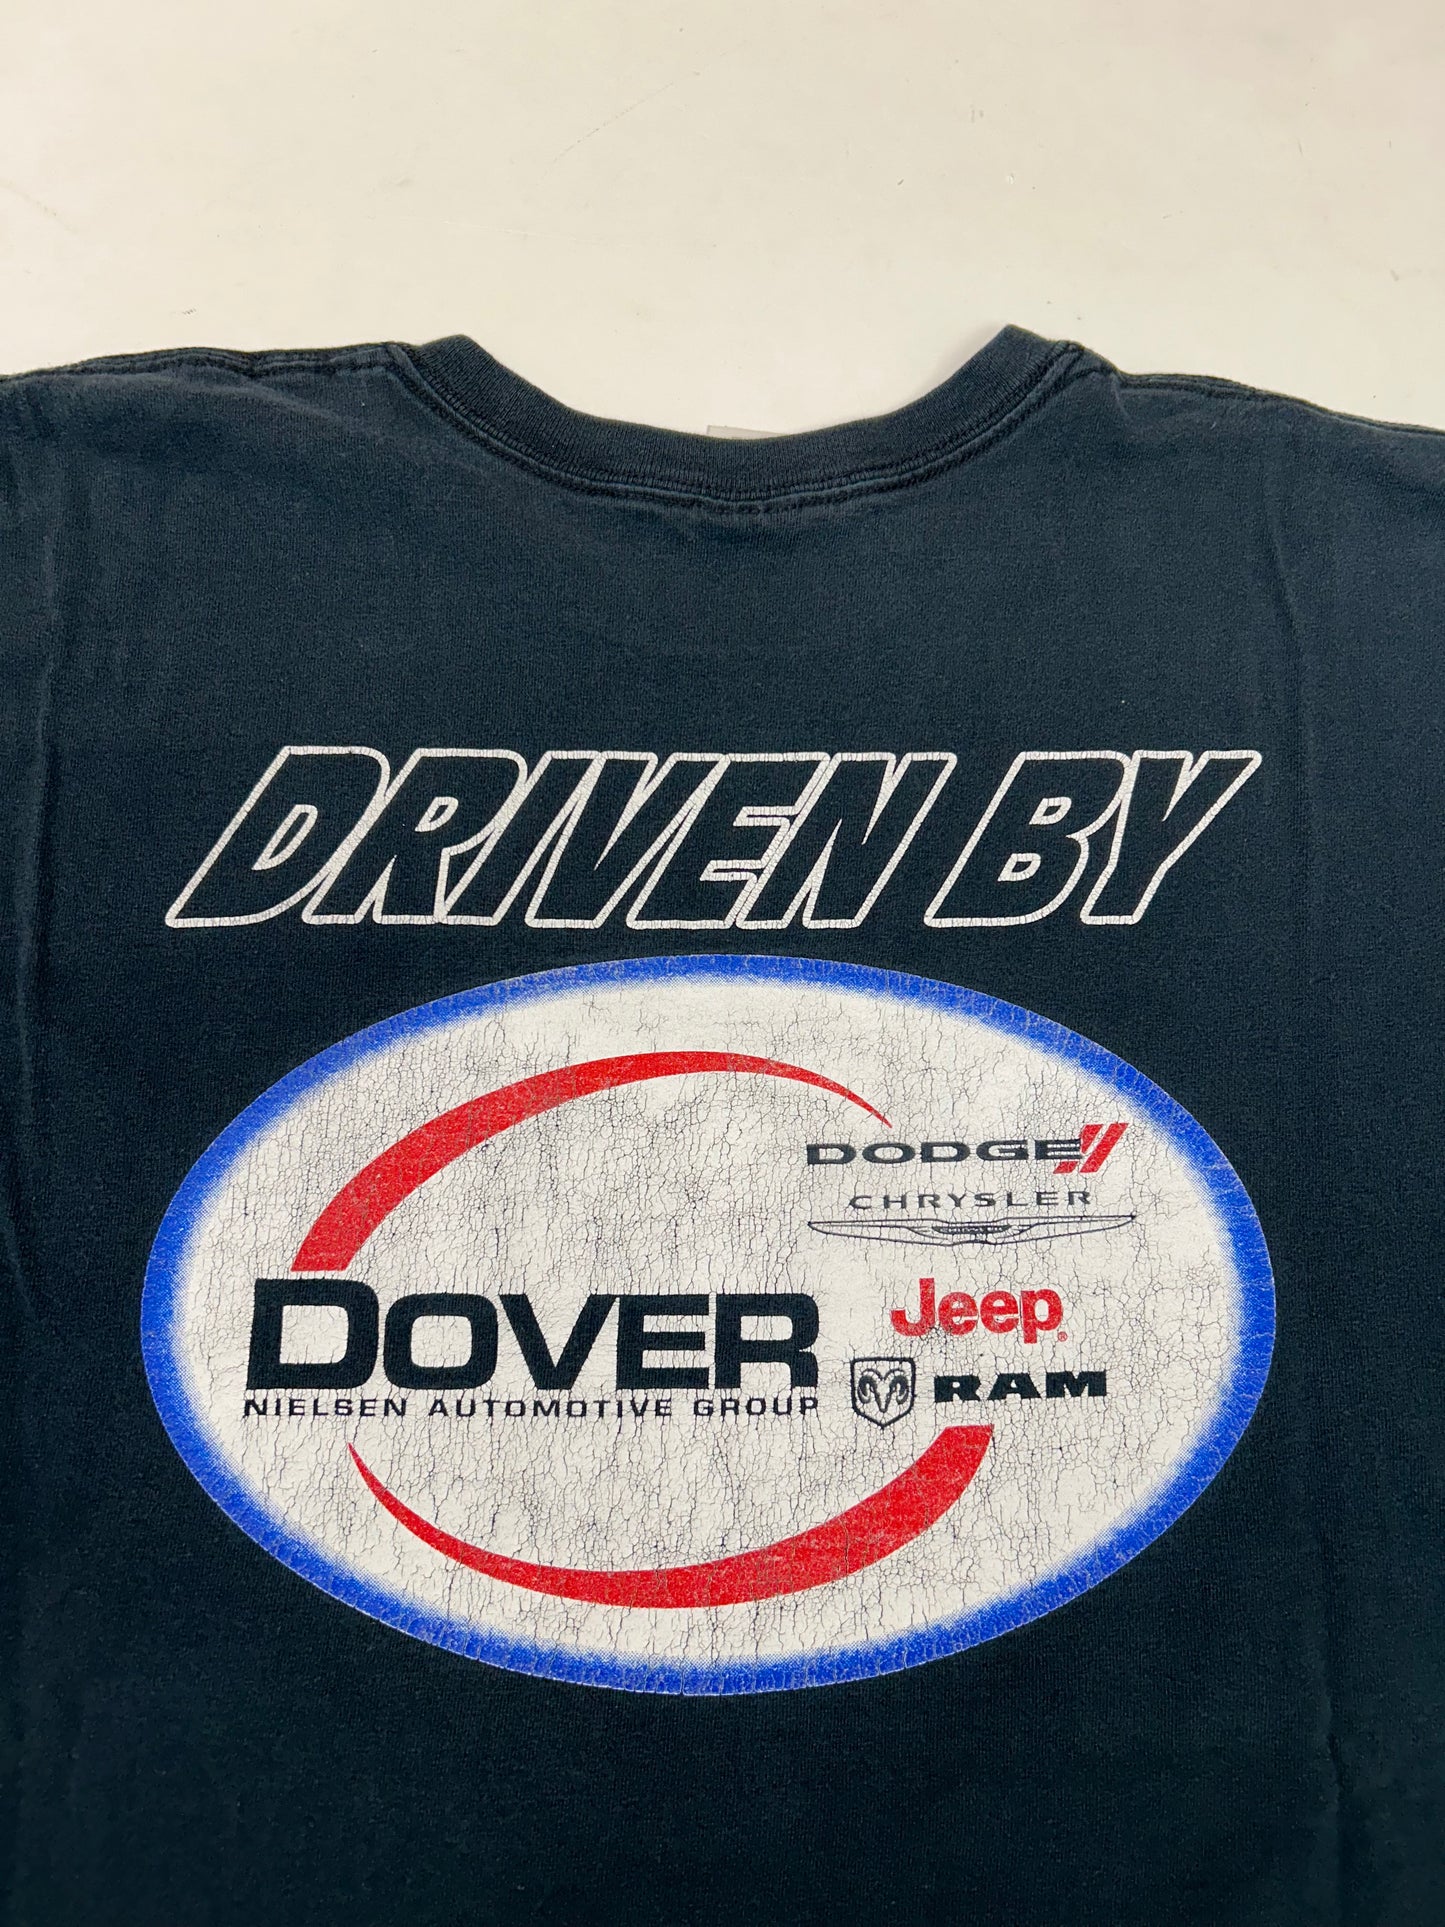 DRIVEN BY
DODGE
CHRYSLER
Jeep®
DOVER
RAM
NIELSEN AUTOMOTIVE GROUP